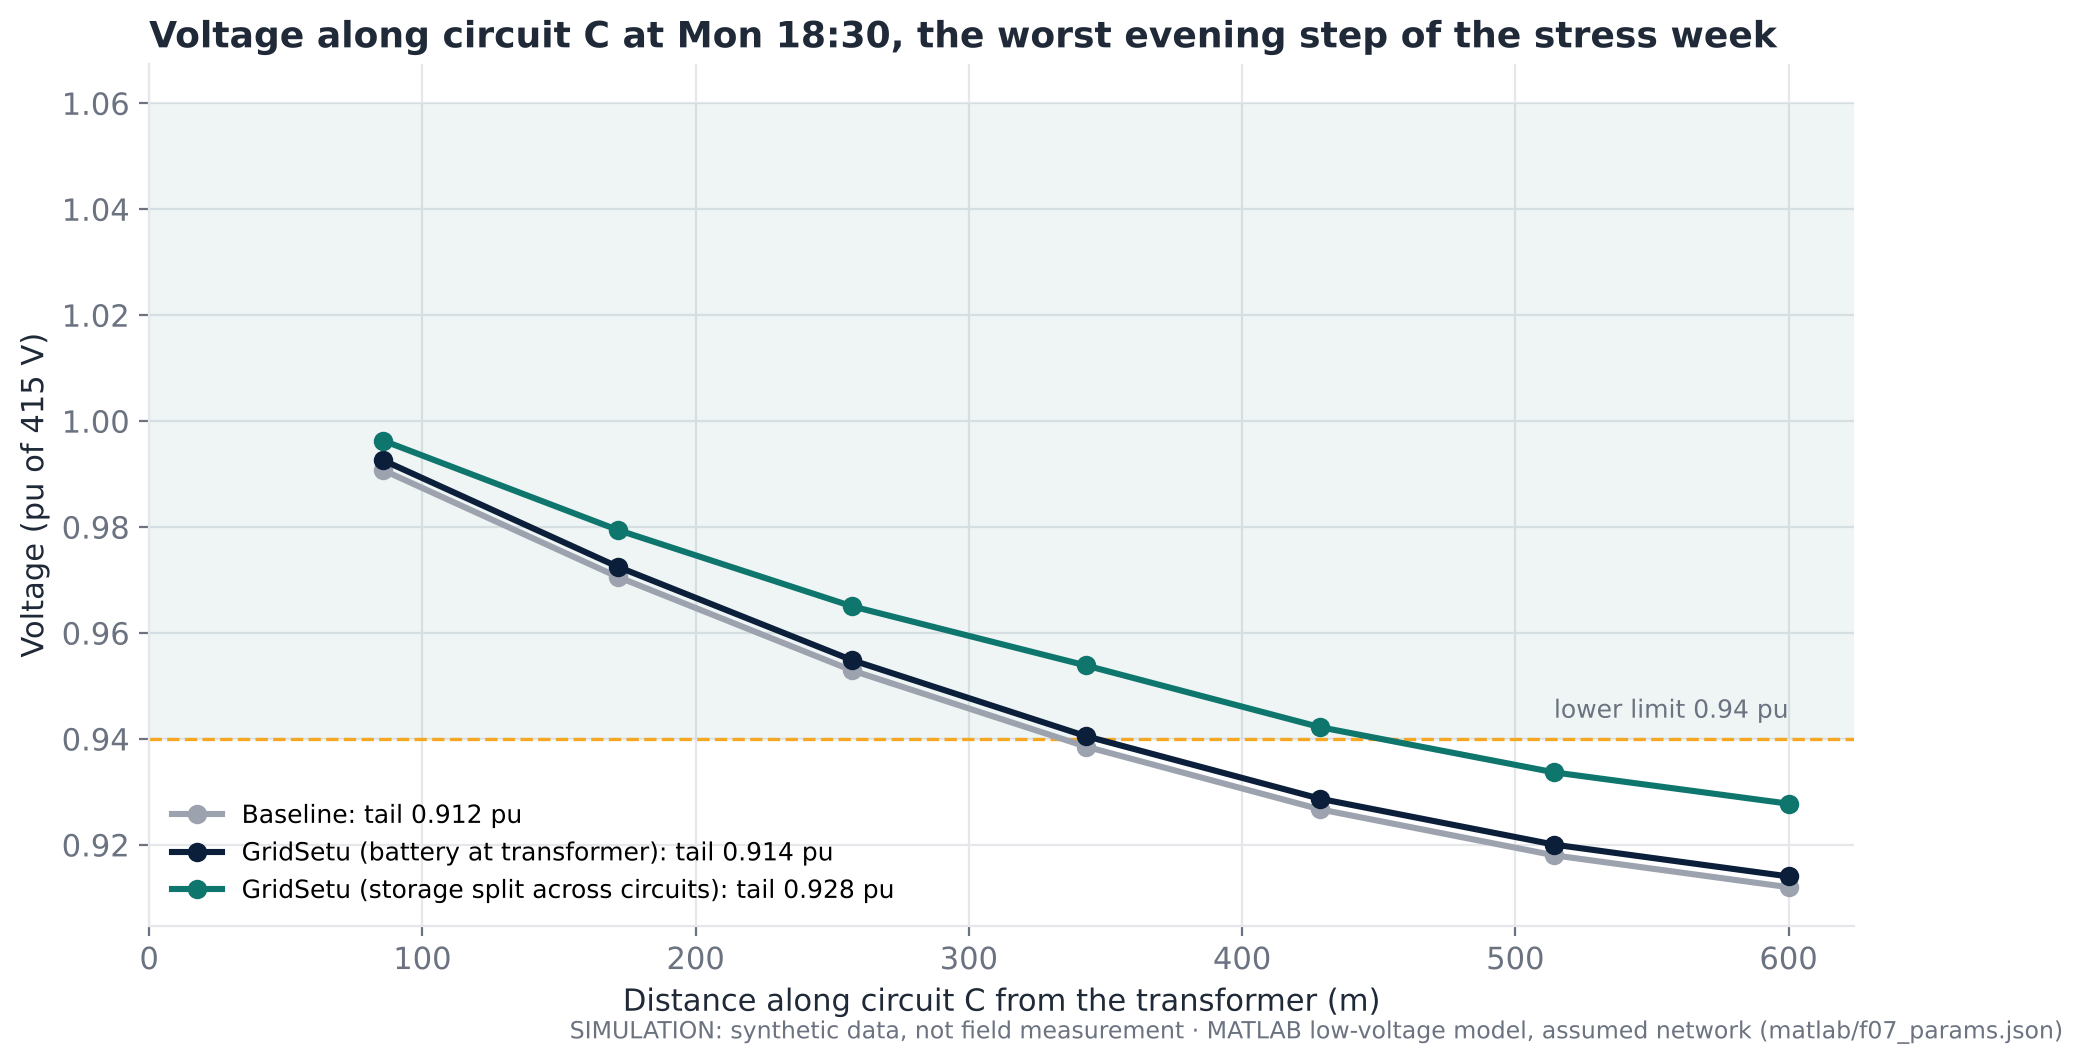 Voltage along circuit C at Mon 18:30, the worst evening step of the stress week
Voltage (pu of 415 V)
1.06
1.04
1.02
1.00
0.98
0.96
0.94
0.92
lower limit 0.94 pu
Baseline: tail 0.912 pu
GridSetu (battery at transformer): tail 0.914 pu
GridSetu (storage split across circuits): tail 0.928 pu
0 100 200 300 400 500 600
Distance along circuit C from the transformer (m)
SIMULATION: synthetic data, not field measurement · MATLAB low-voltage model, assumed network (matlab/f07_params.json)